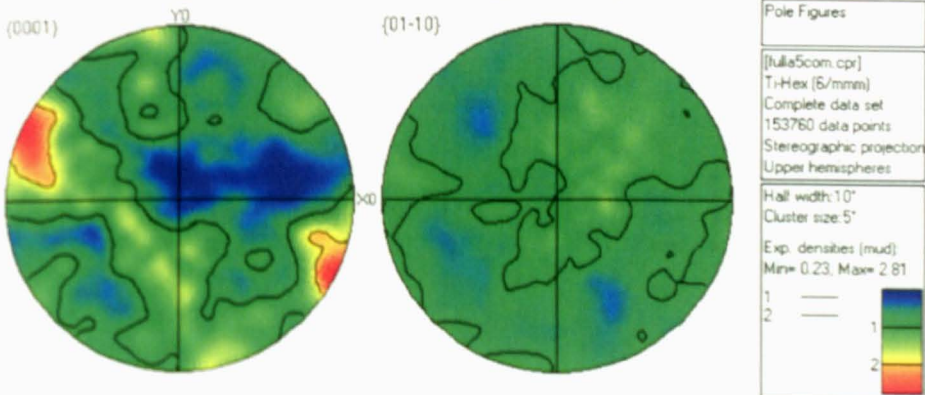 {0001}
Y0
X0
{01-10}
Pole Figures
[fulla5com.cpr]
Ti-Hex (6/mmm)
Complete data set
153760 data points
Stereographic projection
Upper hemispheres
Half width:10°
Cluster size:5°
Exp. densities (mud):
Min= 0.23, Max= 2.81
1
2
1
2